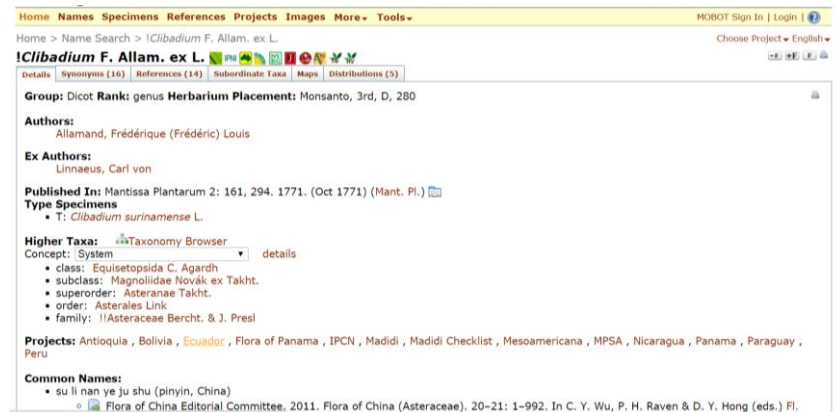 Home Names Specimens References Projects Images More Tools MOBOT Sign In | Login |
Home > Name Search > !Clibadium F. Allam. ex L. Choose Project English
!Clibadium F. Allam. ex L.
Details Synonyms (16) References (14) Subordinate Taxa Maps Distributions (5)
Group: Dicot Rank: genus Herbarium Placement: Monsanto, 3rd, D, 280
Authors:
Allamand, Frédérique (Frédéric) Louis
Ex Authors:
Linnaeus, Carl von
Published In: Mantissa Plantarum 2: 161, 294. 1771. (Oct 1771) (Mant. Pl.)
Type Specimens
• T: Clibadium surinamense L.
Higher Taxa: Taxonomy Browser
Concept: System details
• class: Equisetopsida C. Agardh
• subclass: Magnoliidae Novák ex Takht.
• superorder: Asteranae Takht.
• order: Asterales Link
• family: !!Asteraceae Bercht. & J. Presl
Projects: Antioquia , Bolivia , Ecuador , Flora of Panama , IPCN , Madidi , Madidi Checklist , Mesoamericana , MPSA , Nicaragua , Panama , Paraguay ,
Peru
Common Names:
• su li nan ye ju shu (pinyin, China)
Flora of China Editorial Committee. 2011. Flora of China (Asteraceae). 20–21: 1–992. In C. Y. Wu, P. H. Raven & D. Y. Hong (eds.) Fl.